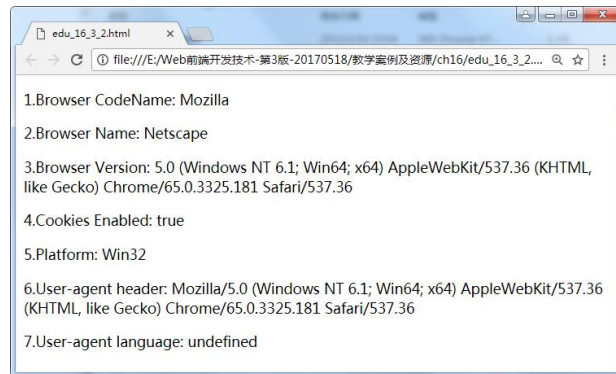 edu_16_3_2.html
file:///E:/Web前端开发技术-第3版-20170518/教学案例及资源/ch16/edu_16_3_2....
1.Browser CodeName: Mozilla
2.Browser Name: Netscape
3.Browser Version: 5.0 (Windows NT 6.1; Win64; x64) AppleWebKit/537.36 (KHTML,
like Gecko) Chrome/65.0.3325.181 Safari/537.36
4.Cookies Enabled: true
5.Platform: Win32
6.User-agent header: Mozilla/5.0 (Windows NT 6.1; Win64; x64) AppleWebKit/537.36
(KHTML, like Gecko) Chrome/65.0.3325.181 Safari/537.36
7.User-agent language: undefined